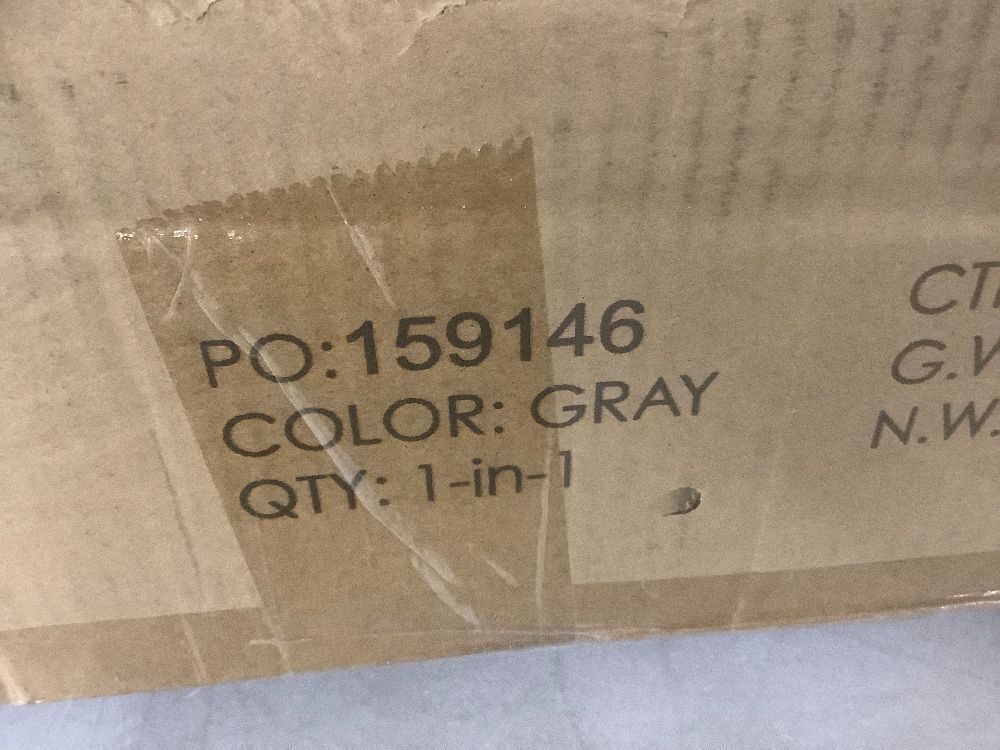 PO:159146
COLOR: GRAY
QTY: 1-in-1
N.W.